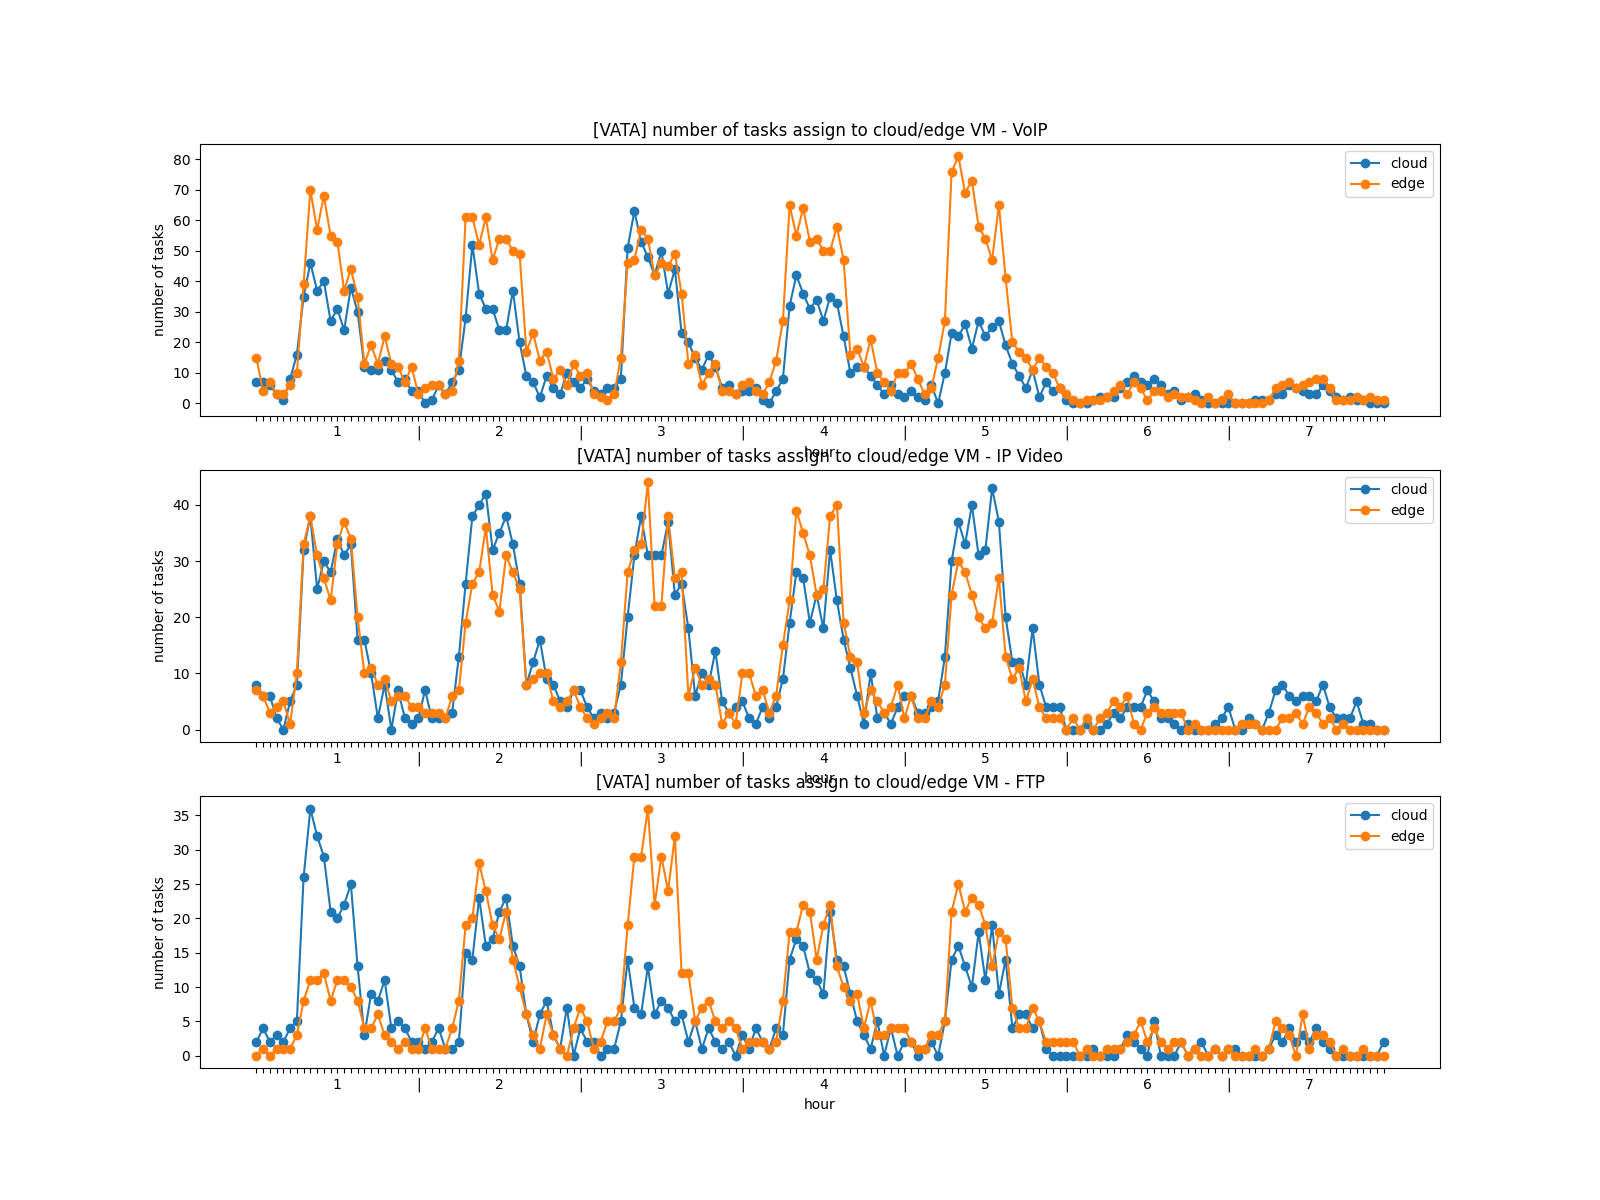 [VATA] number of tasks assign to cloud/edge VM - VoIP
80
70
60
50
40
30
20
10
0
number of tasks
cloud
edge
1 | 2 | 3 | 4 | 5 | 6 | 7
hour
[VATA] number of tasks assign to cloud/edge VM - IP Video
40
30
20
10
0
number of tasks
cloud
edge
1 | 2 | 3 | 4 | 5 | 6 | 7
hour
[VATA] number of tasks assign to cloud/edge VM - FTP
35
30
25
20
15
10
5
0
number of tasks
cloud
edge
1 | 2 | 3 | 4 | 5 | 6 | 7
hour